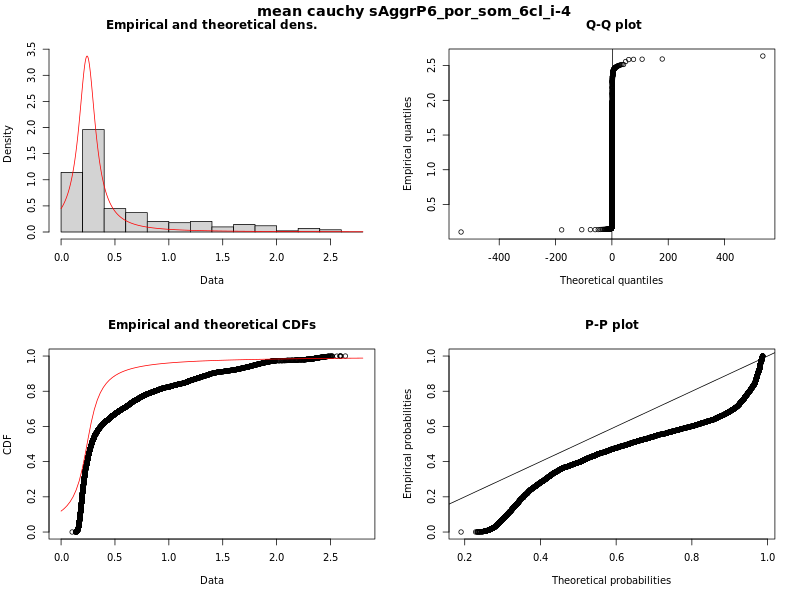 mean cauchy sAggrP6_por_som_6cl_i-4
Empirical and theoretical dens.
Density
0.0 0.5 1.0 1.5 2.0 2.5 3.0 3.5
0.0 0.5 1.0 1.5 2.0 2.5
Data
Q-Q plot
Empirical quantiles
0.5 1.0 1.5 2.0 2.5
-400 -200 0 200 400
Theoretical quantiles
Empirical and theoretical CDFs
CDF
0.0 0.2 0.4 0.6 0.8 1.0
0.0 0.5 1.0 1.5 2.0 2.5
Data
P-P plot
Empirical probabilities
0.0 0.2 0.4 0.6 0.8 1.0
0.2 0.4 0.6 0.8 1.0
Theoretical probabilities